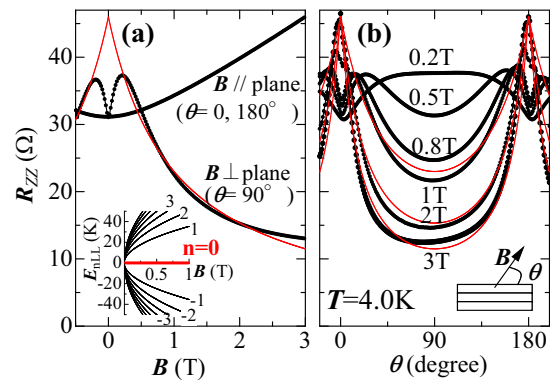 (a)
(b)
R_ZZ (Ω)
40
30
20
10
0
B // plane
(θ= 0, 180°)
B⊥plane
(θ= 90°)
E_nLL (K)
40
20
0
-20
-40
3
2
1
n=0
0.5
1
B (T)
-1
-2
-3
0
1
2
3
B (T)
0.2T
0.5T
0.8T
1T
2T
3T
B
θ
T=4.0K
0
90
180
θ (degree)